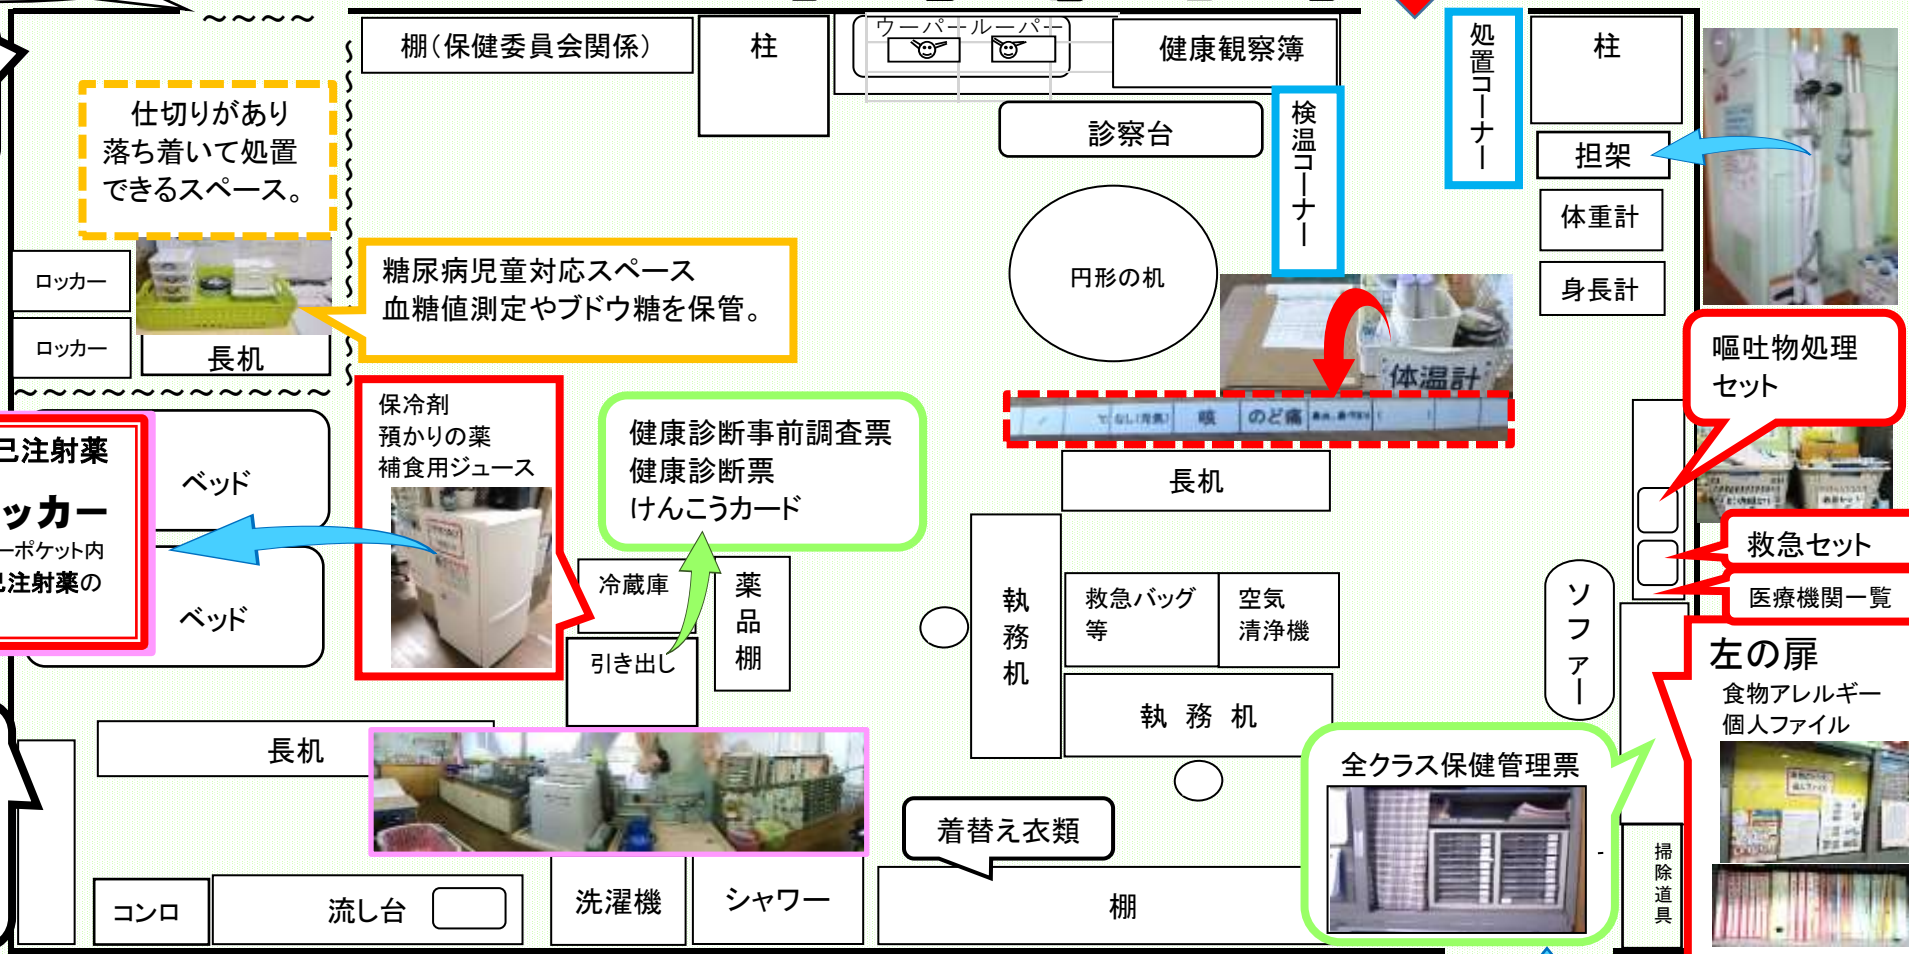 棚(保健委員会関係)
柱
ウーパールーパー
健康観察簿
処置コーナー
柱
仕切りがあり
落ち着いて処置
できるスペース。
診察台
検温コーナー
担架
体重計
身長計
ロッカー
ロッカー
長机
糖尿病児童対応スペース
血糖値測定やブドウ糖を保管。
円形の机
体温計
咳
のど痛
嘔吐物処理
セット
己注射薬
ッカー
ーポケット内
己注射薬の
ベッド
ベッド
保冷剤
預かりの薬
補食用ジュース
健康診断事前調査票
健康診断票
けんこうカード
長机
冷蔵庫
引き出し
薬品棚
執務机
救急バッグ
等
空気
清浄機
執務机
ソファー
救急セット
医療機関一覧
左の扉
食物アレルギー
個人ファイル
長机
全クラス保健管理票
着替え衣類
コンロ
流し台
洗濯機
シャワー
棚
掃除道具